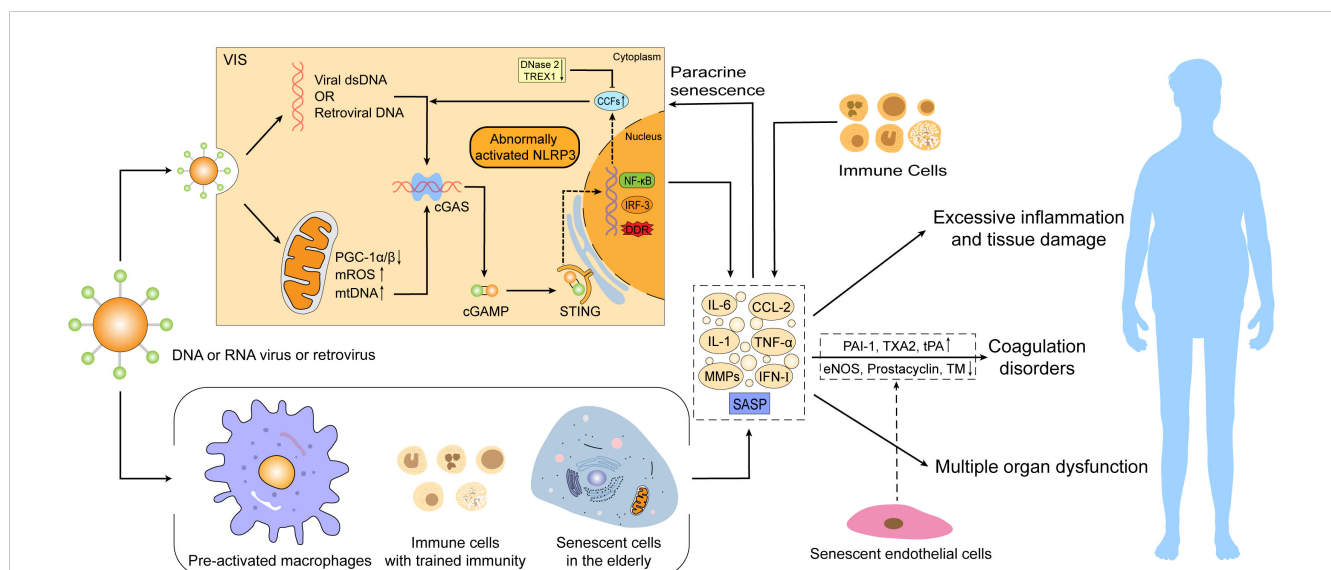 VIS
Cytoplasm
DNase 2
TREX1↓
CCFs↑
Viral dsDNA
OR
Retroviral DNA
Abnormally
activated NLRP3
Nucleus
NF-κB
IRF-3
DDR
cGAS
PGC-1α/β↓
mROS↑
mtDNA↑
cGAMP
STING
DNA or RNA virus or retrovirus
Paracrine
senescence
Immune Cells
IL-6
CCL-2
IL-1
TNF-α
MMPs
IFN-I
SASP
Excessive inflammation
and tissue damage
PAI-1, TXA2, tPA↑
eNOS, Prostacyclin, TM↓
Coagulation
disorders
Multiple organ dysfunction
Senescent endothelial cells
Pre-activated macrophages
Immune cells
with trained immunity
Senescent cells
in the elderly